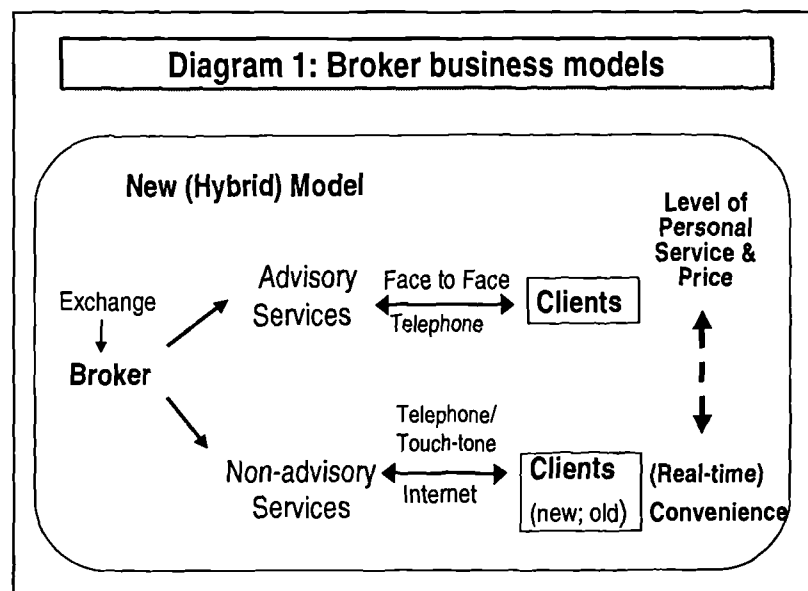 Diagram 1: Broker business models
New (Hybrid) Model
Level of
Personal
Service &
Price
Exchange
Broker
Advisory
Services
Face to Face
Telephone
Clients
Non-advisory
Services
Telephone/
Touch-tone
Internet
Clients
(new; old)
(Real-time)
Convenience